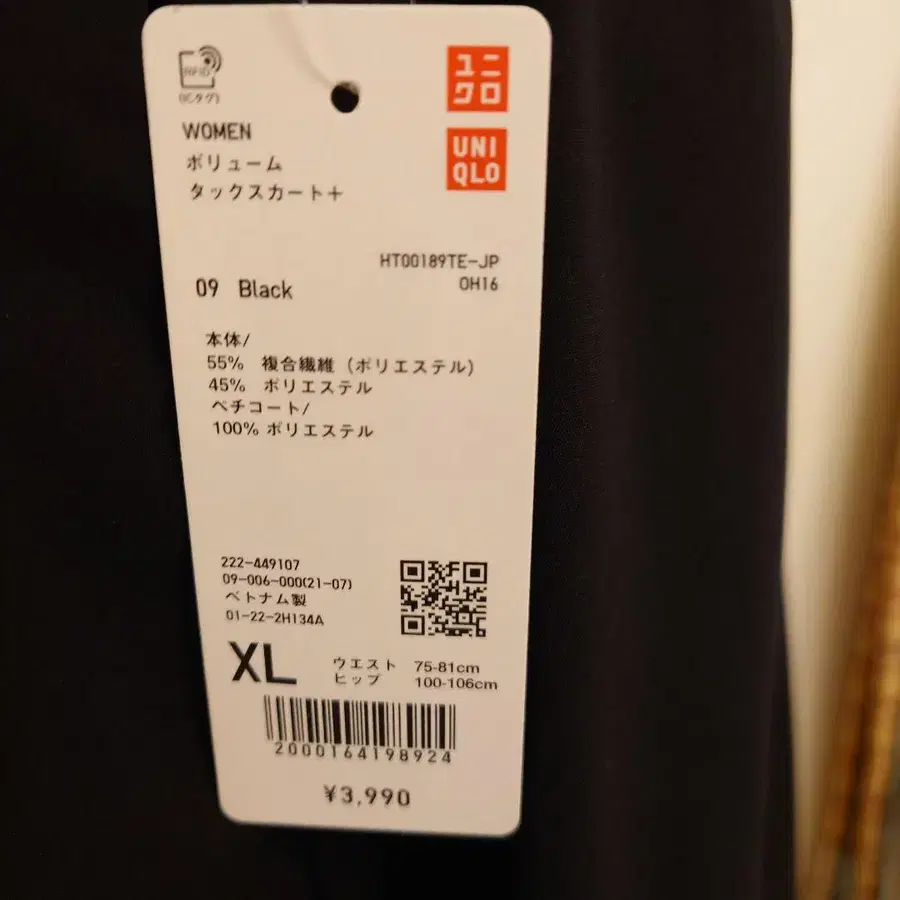 RFID
(ICタグ)
ユニ
クロ
UNI
QLO
WOMEN
ボリューム
タックスカート+
HT00189TE-JP
0H16
09 Black
本体/
55% 複合繊維(ポリエステル)
45% ポリエステル
ペチコート/
100% ポリエステル
222-449107
09-006-000(21-07)
ベトナム製
01-22-2H134A
XL
ウエスト 75-81cm
ヒップ 100-106cm
2000164198924
¥3,990